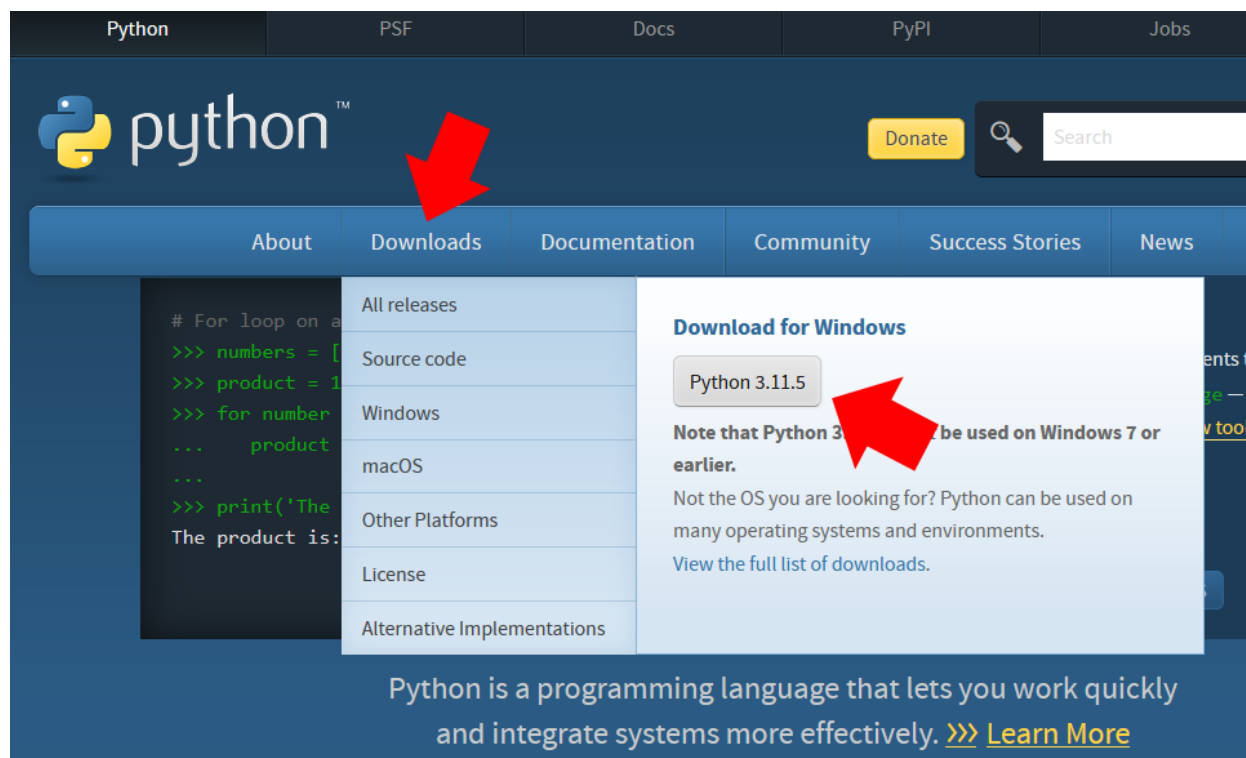 Python PSF Docs PyPI Jobs
python™
Donate Search
About Downloads Documentation Community Success Stories News
# For loop on a
>>> numbers = [
>>> product = 1
>>> for number
... product
...
>>> print('The
The product is:
All releases
Source code
Windows
macOS
Other Platforms
License
Alternative Implementations
Download for Windows
Python 3.11.5
Note that Python 3 be used on Windows 7 or
earlier.
Not the OS you are looking for? Python can be used on
many operating systems and environments.
View the full list of downloads.
ents
—
Python is a programming language that lets you work quickly
and integrate systems more effectively. >>> Learn More